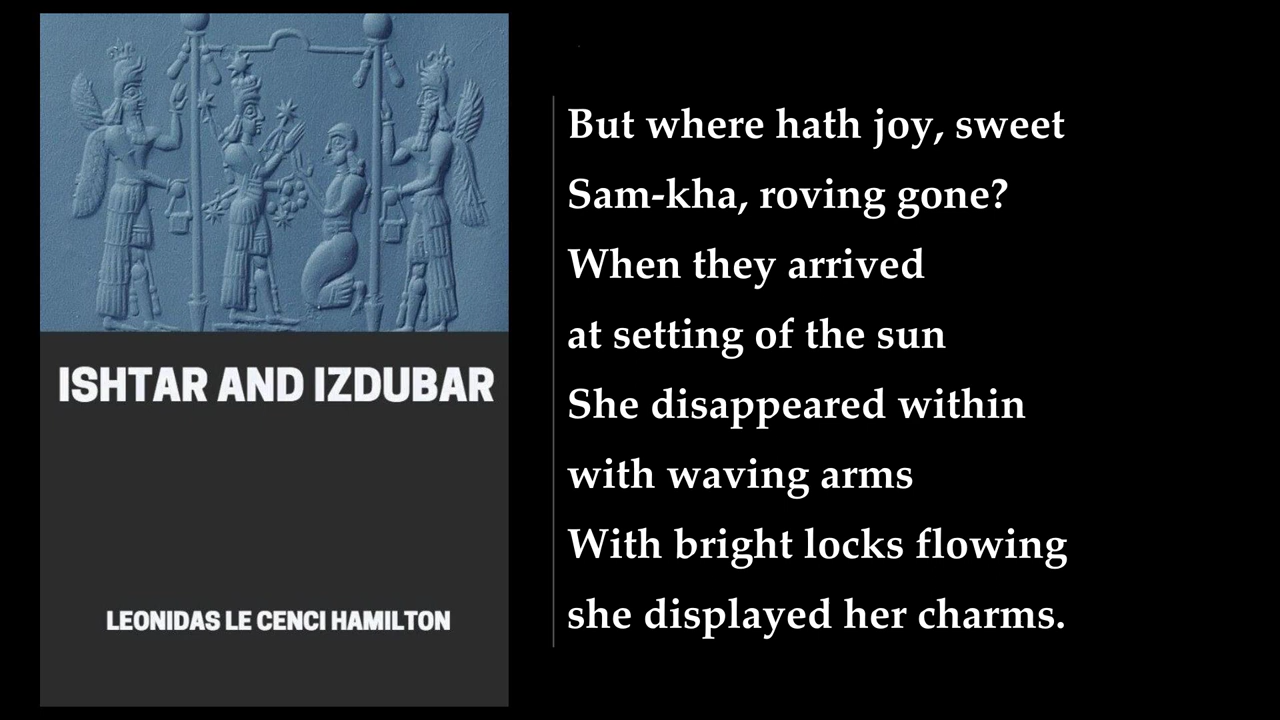 ISHTAR AND IZDUBAR
LEONIDAS LE CENCI HAMILTON
But where hath joy, sweet
Sam-kha, roving gone?
When they arrived
at setting of the sun
She disappeared within
with waving arms
With bright locks flowing
she displayed her charms.